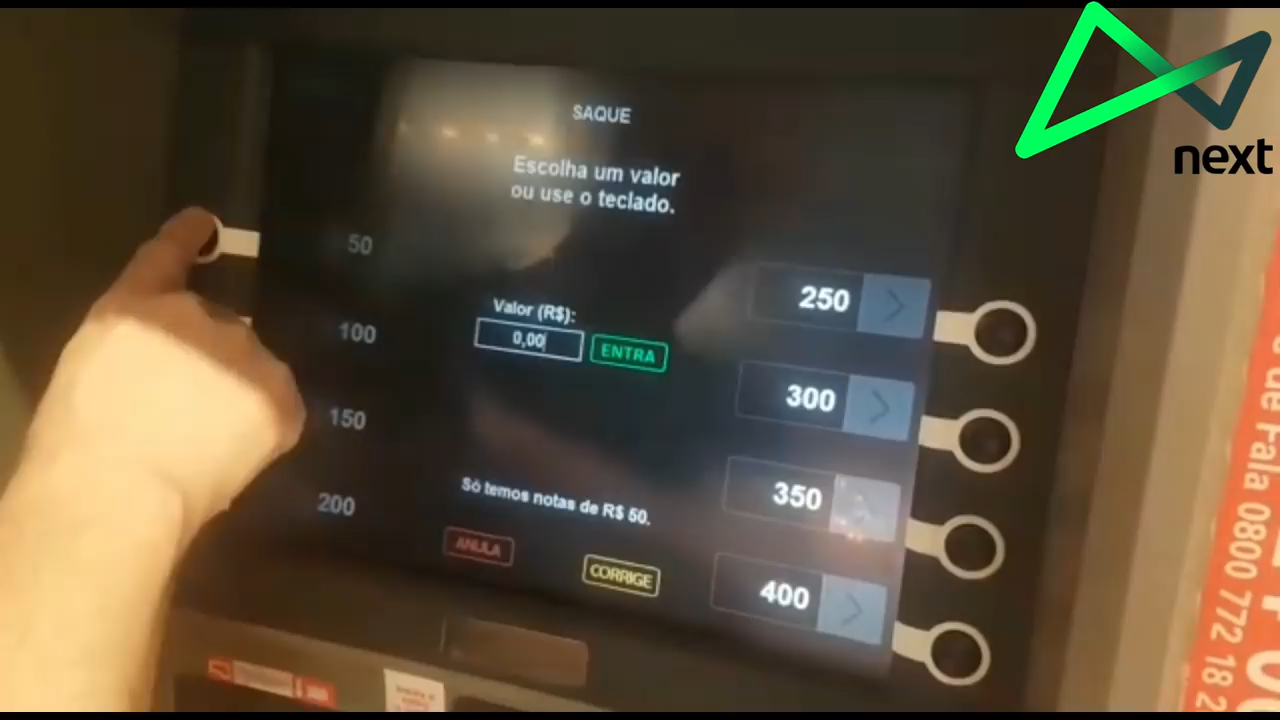 next
SAQUE
Escolha um valor
ou use o teclado.
50
100
150
200
Valor (R$):
0,00
ENTRA
250
300
350
400
Só temos notas de R$ 50.
ANULA
CORRIGE
de Fala 0800 772 18 2